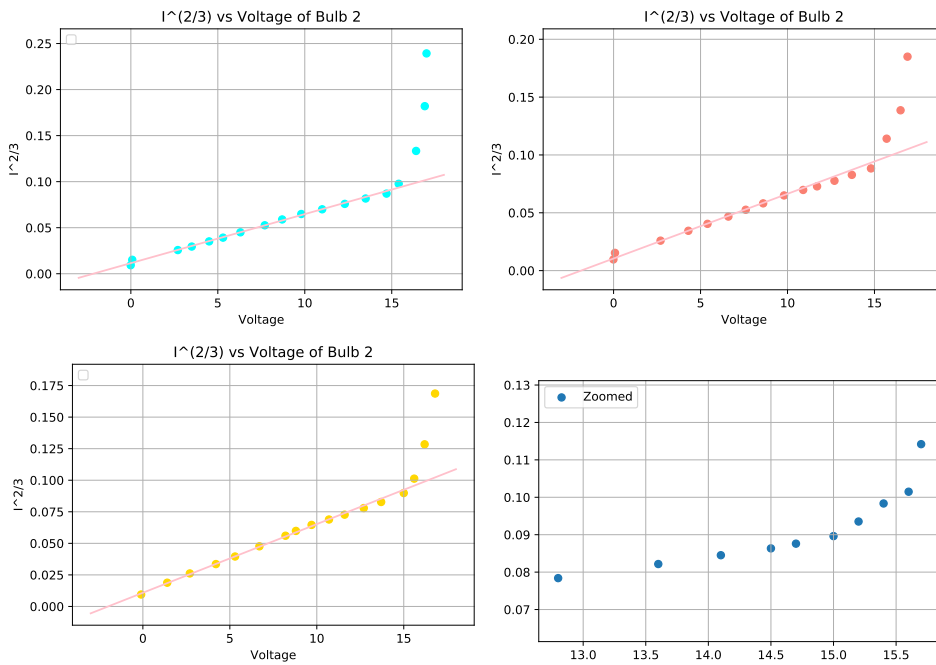 I^(2/3) vs Voltage of Bulb 2
0.25
0.20
0.15
0.10
0.05
0.00
I^2/3
0 5 10 15
Voltage
I^(2/3) vs Voltage of Bulb 2
0.20
0.15
0.10
0.05
0.00
I^2/3
0 5 10 15
Voltage
I^(2/3) vs Voltage of Bulb 2
0.175
0.150
0.125
0.100
0.075
0.050
0.025
0.000
I^2/3
0 5 10 15
Voltage
Zoomed
0.13
0.12
0.11
0.10
0.09
0.08
0.07
13.0 13.5 14.0 14.5 15.0 15.5